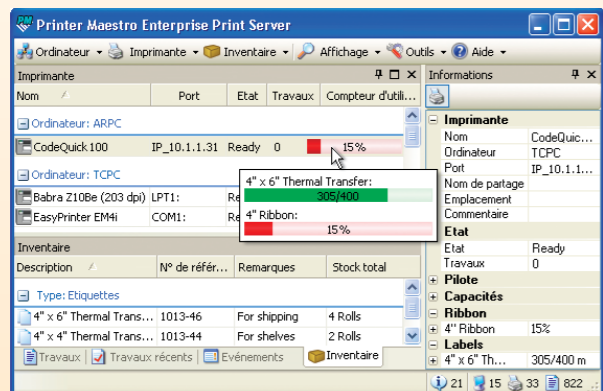 Printer Maestro Enterprise Print Server
Ordinateur Imprimante Inventaire Affichage Outils Aide
Imprimante
Nom Port Etat Travaux Compteur d'utili...
Ordinateur: ARPC
CodeQuick 100 IP_10.1.1.31 Ready 0 15%
Ordinateur: TCPC
Babra Z10Be (203 dpi) LPT1: Re
EasyPrinter EM4i COM1: Re
4" x 6" Thermal Transfer:
305/400
4" Ribbon:
15%
Inventaire
Description N° de référ... Remarques Stock total
Type: Etiquettes
4" x 6" Thermal Trans... 1013-46 For shipping 4 Rolls
4" x 4" Thermal Trans... 1013-44 For shelves 2 Rolls
Travaux Travaux récents Evénements Inventaire
Informations
Imprimante
Nom CodeQuic...
Ordinateur TCPC
Port IP_10.1.1...
Nom de partage
Emplacement
Commentaire
Etat
Etat Ready
Travaux 0
Pilote
Capacités
Ribbon
4" Ribbon 15%
Labels
4" x 6" Th... 305/400 m
21 15 33 822